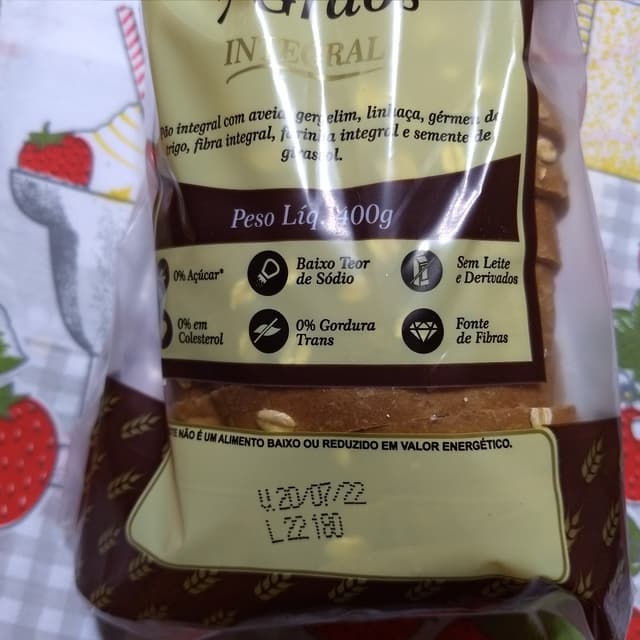 7 Grãos
INTEGRAL
Pão integral com aveia, gergelim, linhaça, gérmen de
trigo, fibra integral, farinha integral e semente de
girassol.
Peso Líq. 400g
0% Açúcar*
Baixo Teor
de Sódio
Sem Leite
e Derivados
0% em
Colesterol
0% Gordura
Trans
Fonte
de Fibras
NÃO É UM ALIMENTO BAIXO OU REDUZIDO EM VALOR ENERGÉTICO.
V.20/07/22
L22180